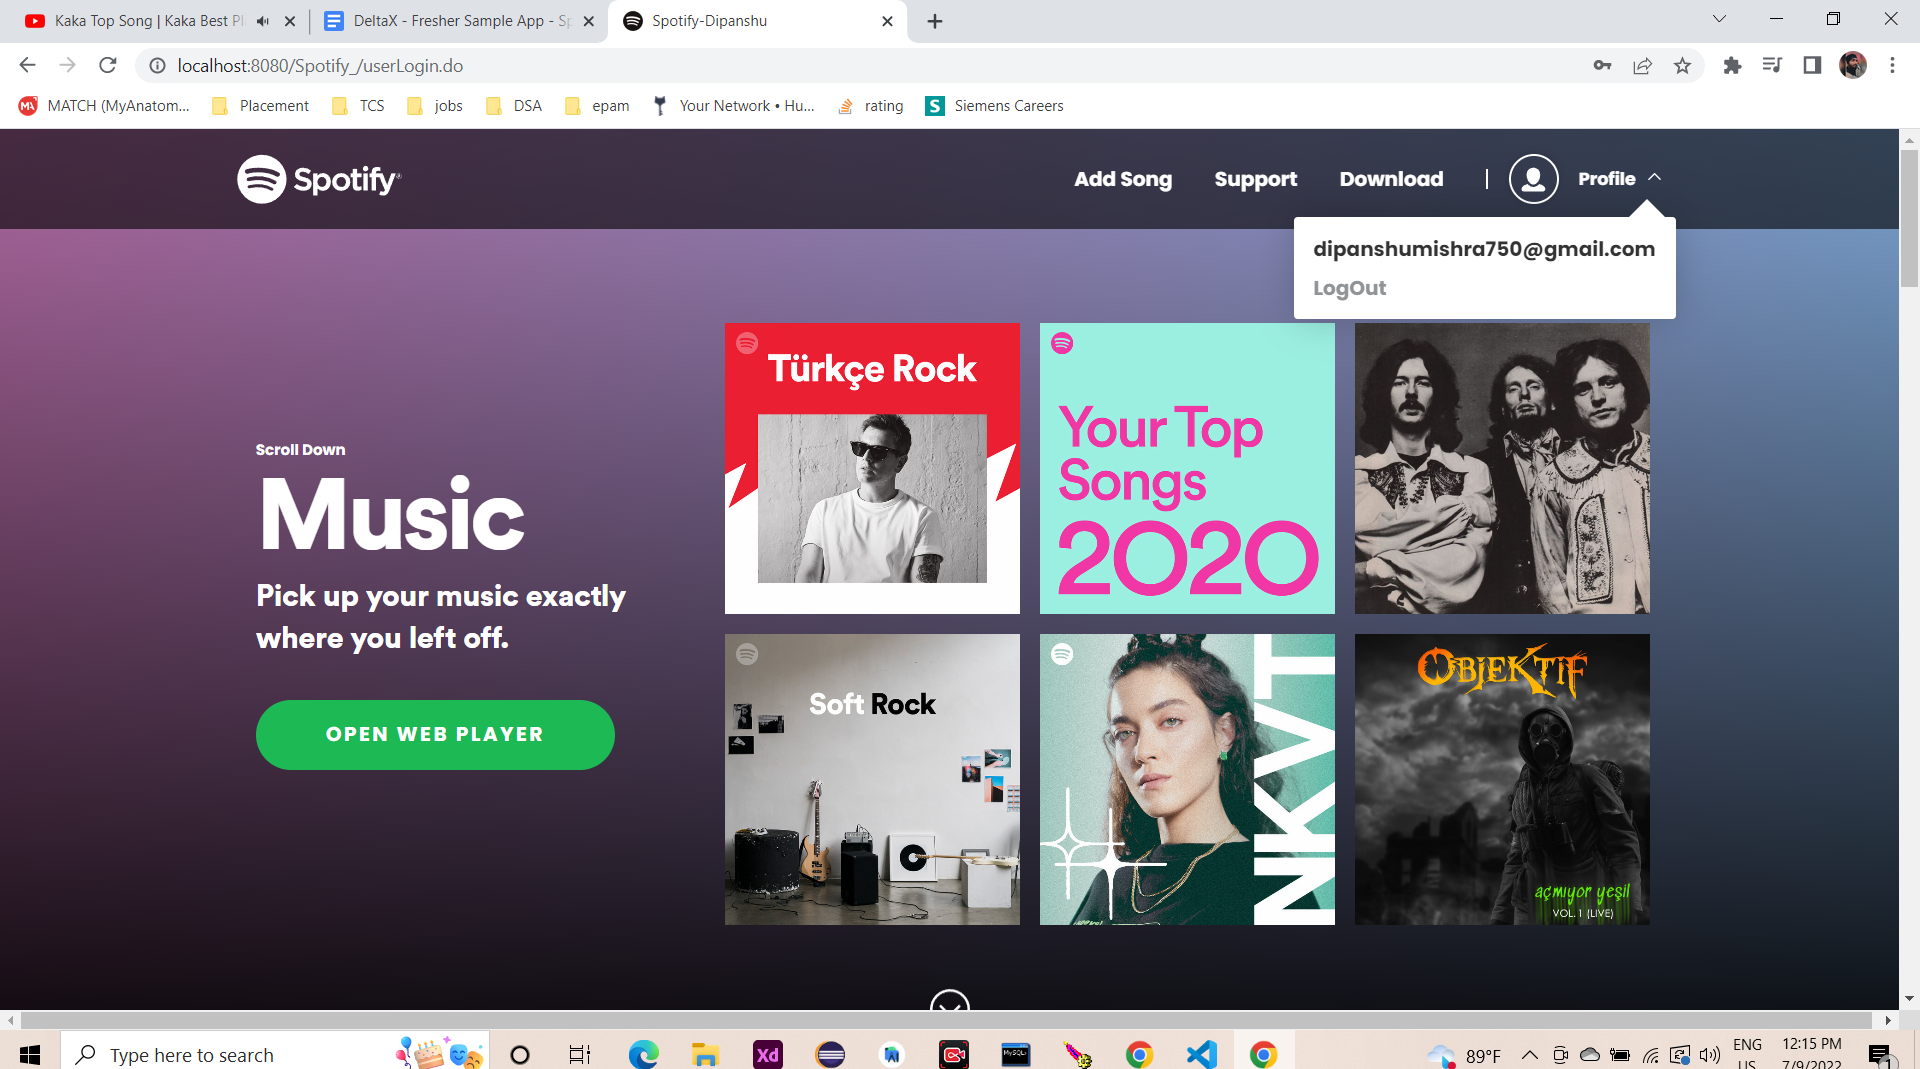 Kaka Top Song | Kaka Best Pl
DeltaX - Fresher Sample App - Sp
Spotify-Dipanshu
localhost:8080/Spotify_/userLogin.do
MATCH (MyAnatom...
Placement
TCS
jobs
DSA
epam
Your Network • Hu...
rating
S
Siemens Careers
Spotify®
Add Song
Support
Download
|
Profile
dipanshumishra750@gmail.com
LogOut
Türkçe Rock
Your Top
Songs
2020
Scroll Down
Music
Pick up your music exactly
where you left off.
OPEN WEB PLAYER
Soft Rock
NKVT
OBJEKTIF
açmıyor yeşil
VOL. 1 (LIVE)
Type here to search
Xd
MySQL
89°F
ENG
US
12:15 PM
7/9/2022
1